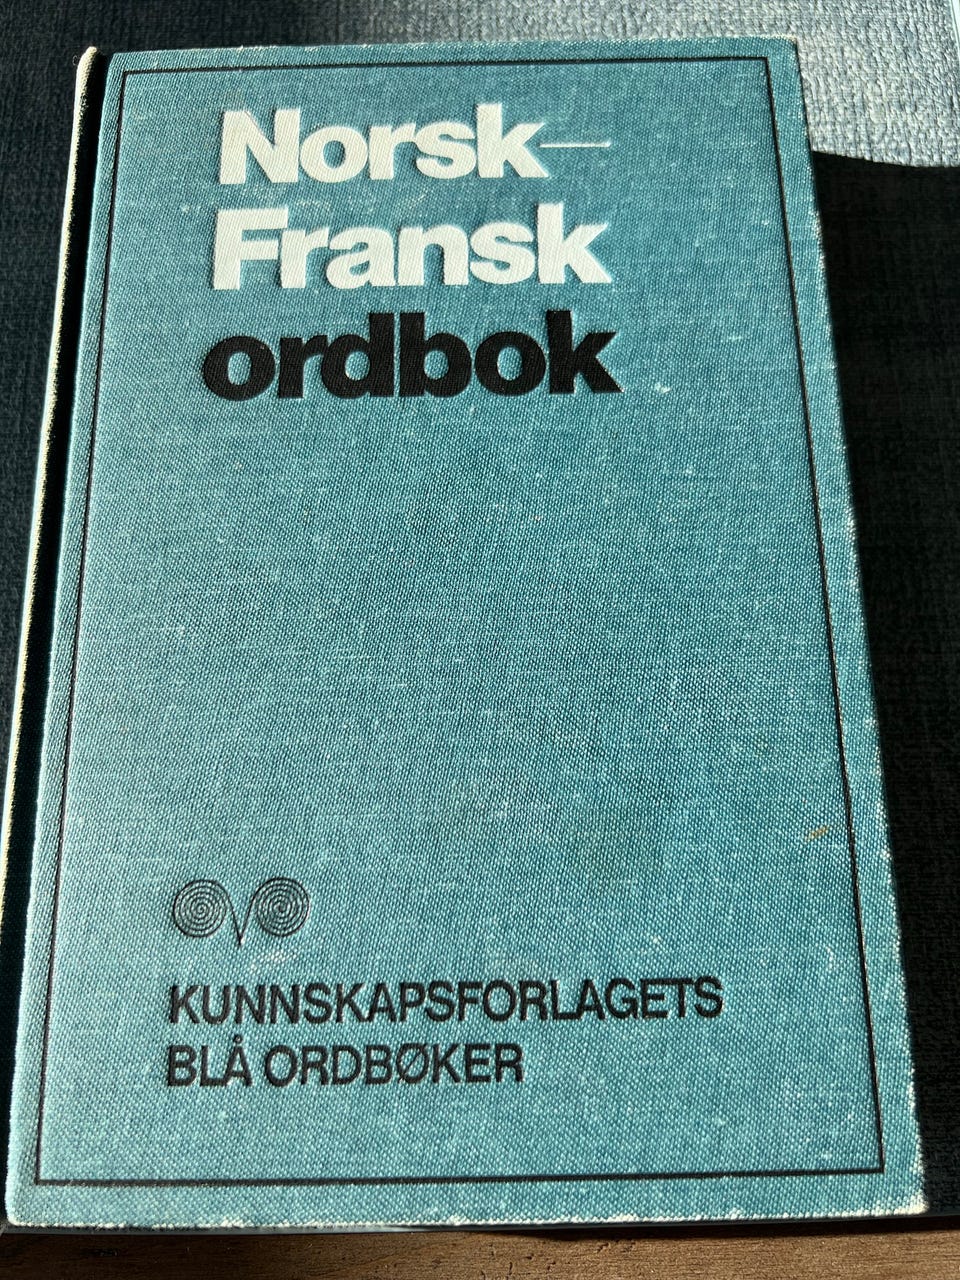 Norsk—
Fransk
ordbok
KUNNSKAPSFORLAGETS
BLÅ ORDBØKER